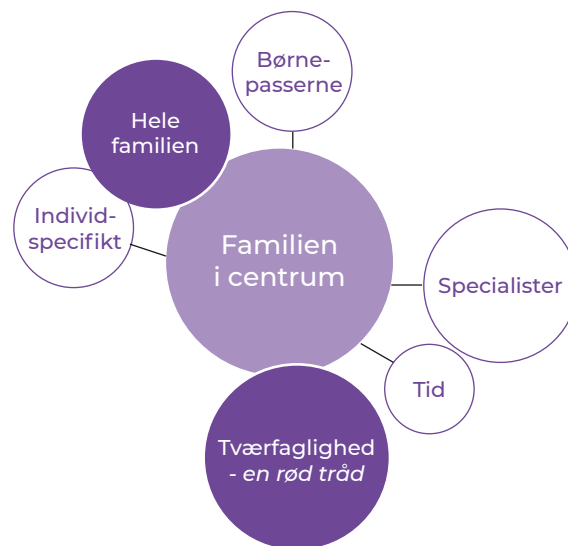 Børne-
passerne
Hele
familien
Individ-
specifikt
Familien
i centrum
Specialister
Tid
Tværfaglighed
- en rød tråd